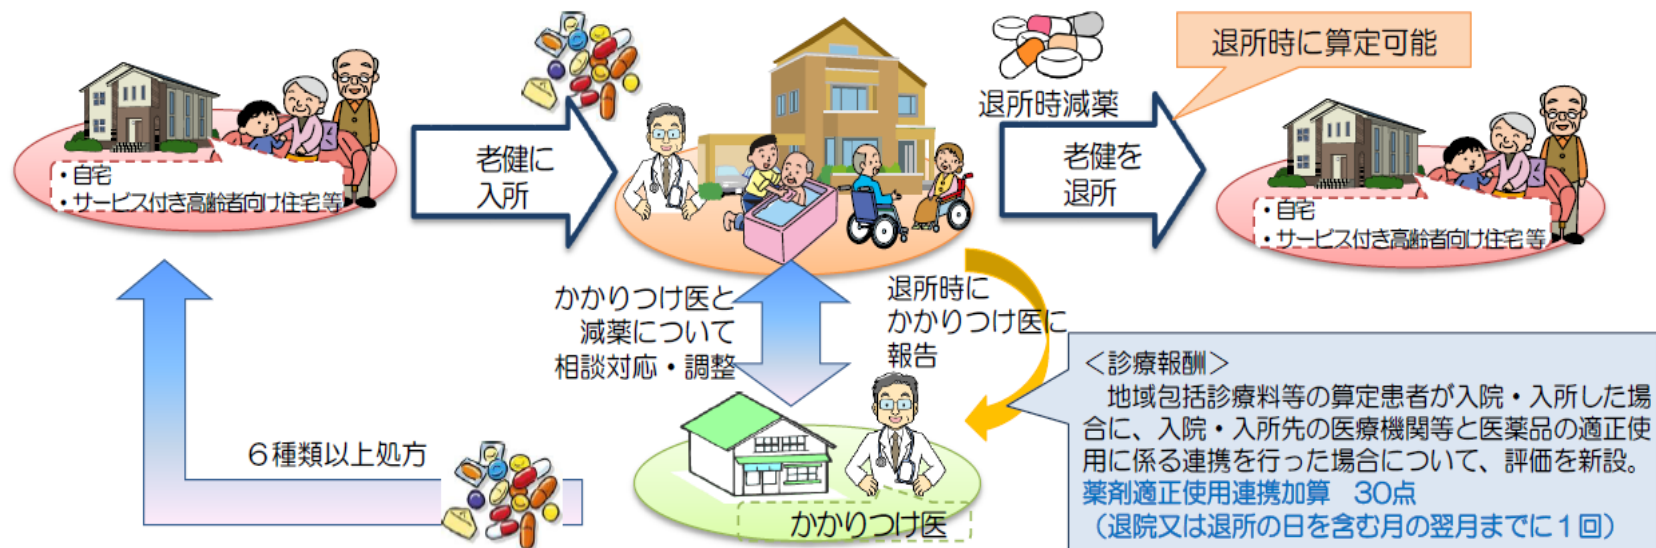 ・自宅
・サービス付き高齢者向け住宅等
老健に
入所
退所時減薬
老健を
退所
退所時に算定可能
・自宅
・サービス付き高齢者向け住宅等
かかりつけ医と
減薬について
相談対応・調整
退所時に
かかりつけ医に
報告
6種類以上処方
かかりつけ医
＜診療報酬＞
　地域包括診療料等の算定患者が入院・入所した場
合に、入院・入所先の医療機関等と医薬品の適正使
用に係る連携を行った場合について、評価を新設。
薬剤適正使用連携加算　30点
（退院又は退所の日を含む月の翌月までに1回）